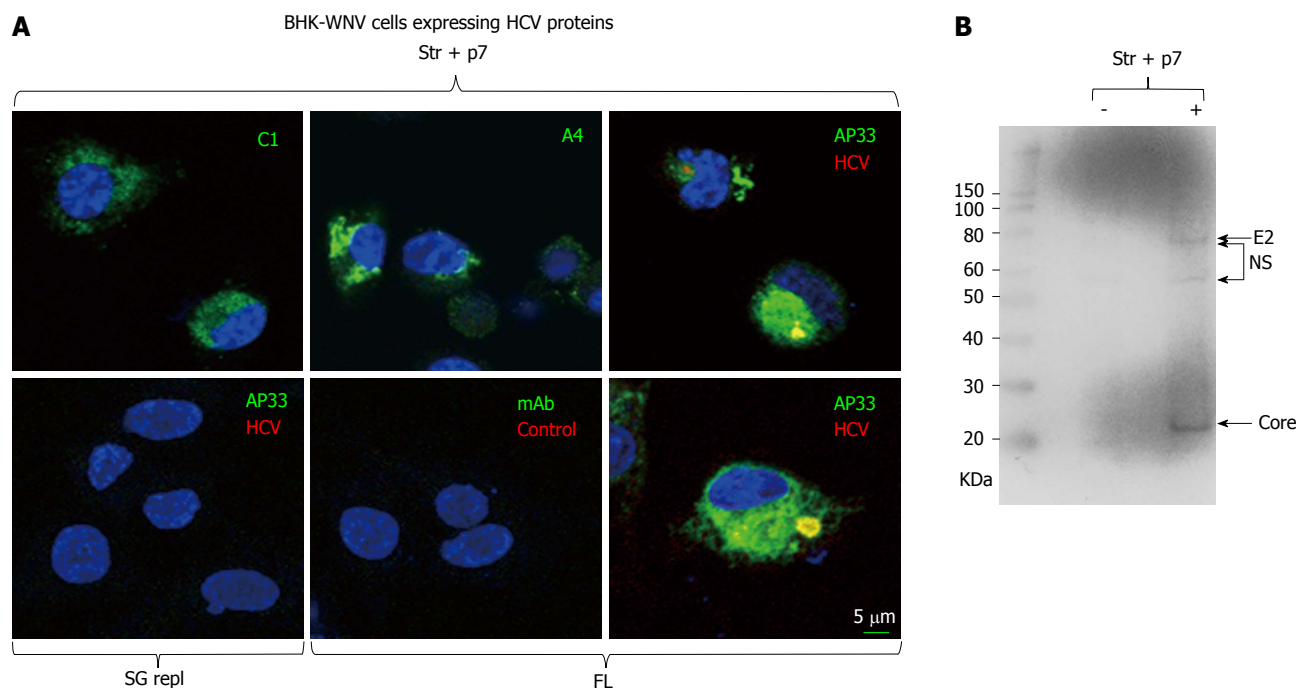 A
BHK-WNV cells expressing HCV proteins
Str + p7
C1
A4
AP33
HCV
AP33
HCV
mAb
Control
AP33
HCV
5 μm
SG repl
FL
B
Str + p7
- +
150
100
80
60
50
40
30
20
KDa
E2
NS
Core